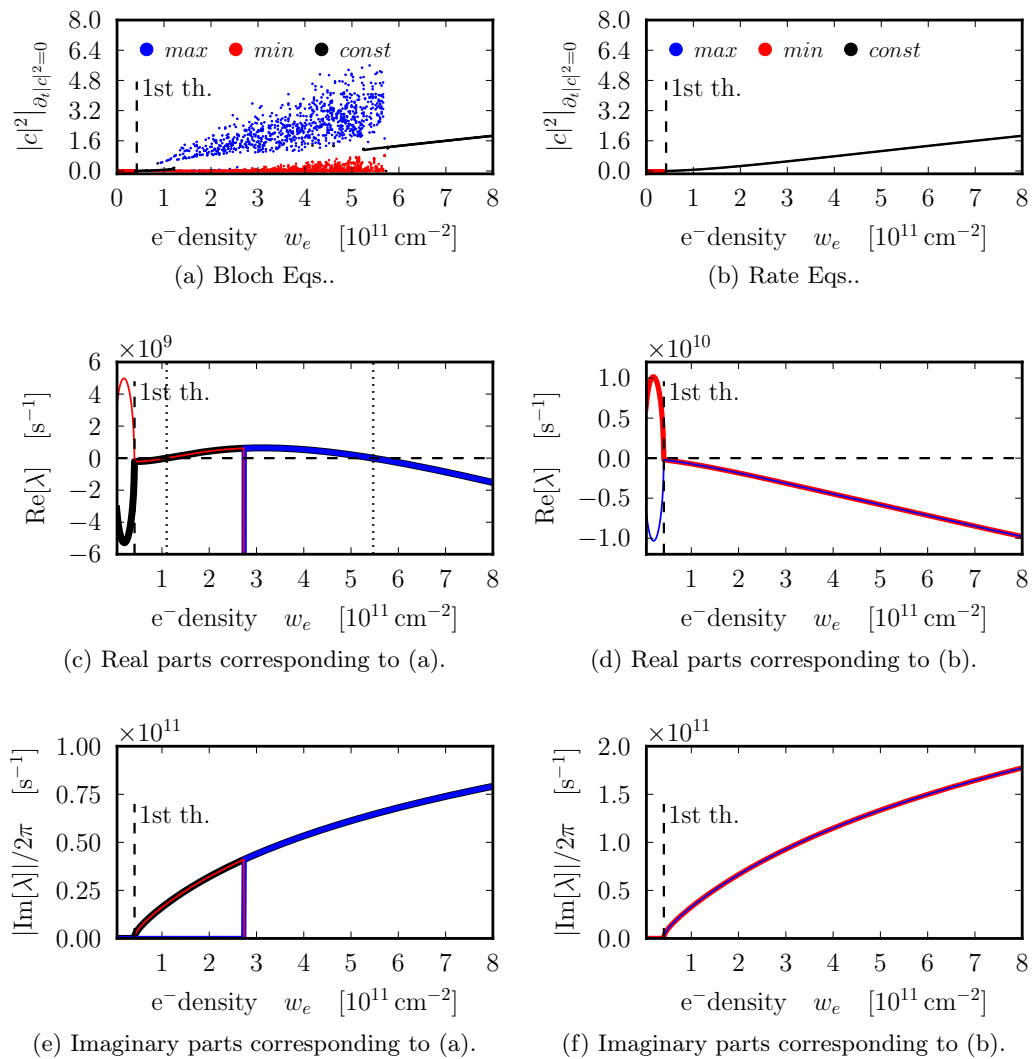 8.0
6.4
4.8
3.2
1.6
0.0
|c|²|∂ₜ|c|²=0
max min const
1st th.
0 1 2 3 4 5 6 7 8
e⁻density wₑ [10¹¹ cm⁻²]
(a) Bloch Eqs..
8.0
6.4
4.8
3.2
1.6
0.0
|c|²|∂ₜ|c|²=0
max min const
1st th.
0 1 2 3 4 5 6 7 8
e⁻density wₑ [10¹¹ cm⁻²]
(b) Rate Eqs..
×10⁹
6
4
2
0
−2
−4
−6
Re[λ] [s⁻¹]
1st th.
1 2 3 4 5 6 7 8
e⁻density wₑ [10¹¹ cm⁻²]
(c) Real parts corresponding to (a).
×10¹⁰
1.0
0.5
0.0
−0.5
−1.0
Re[λ] [s⁻¹]
1st th.
1 2 3 4 5 6 7 8
e⁻density wₑ [10¹¹ cm⁻²]
(d) Real parts corresponding to (b).
×10¹¹
1.00
0.75
0.50
0.25
0.00
|Im[λ]|/2π [s⁻¹]
1st th.
1 2 3 4 5 6 7 8
e⁻density wₑ [10¹¹ cm⁻²]
(e) Imaginary parts corresponding to (a).
×10¹¹
2.0
1.5
1.0
0.5
0.0
|Im[λ]|/2π [s⁻¹]
1st th.
1 2 3 4 5 6 7 8
e⁻density wₑ [10¹¹ cm⁻²]
(f) Imaginary parts corresponding to (b).